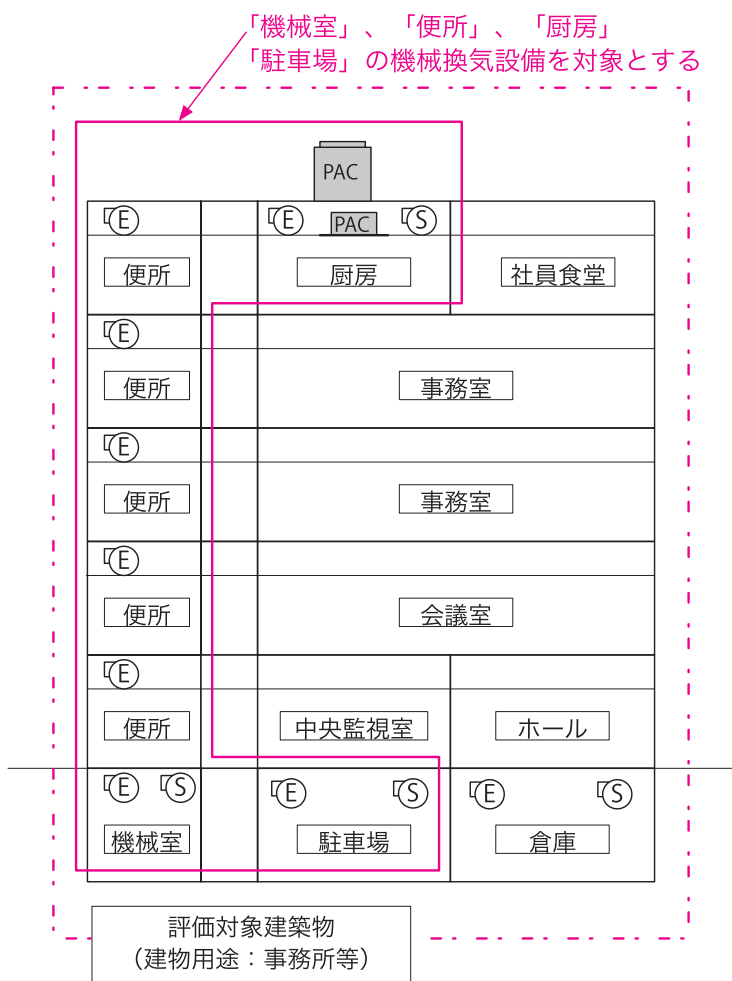 「機械室」、「便所」、「厨房」
「駐車場」の機械換気設備を対象とする
PAC
E
E
PAC
S
便所
厨房
社員食堂
E
便所
事務室
E
便所
事務室
E
便所
会議室
E
便所
中央監視室
ホール
E
S
E
S
E
S
機械室
駐車場
倉庫
評価対象建築物
（建物用途：事務所等）